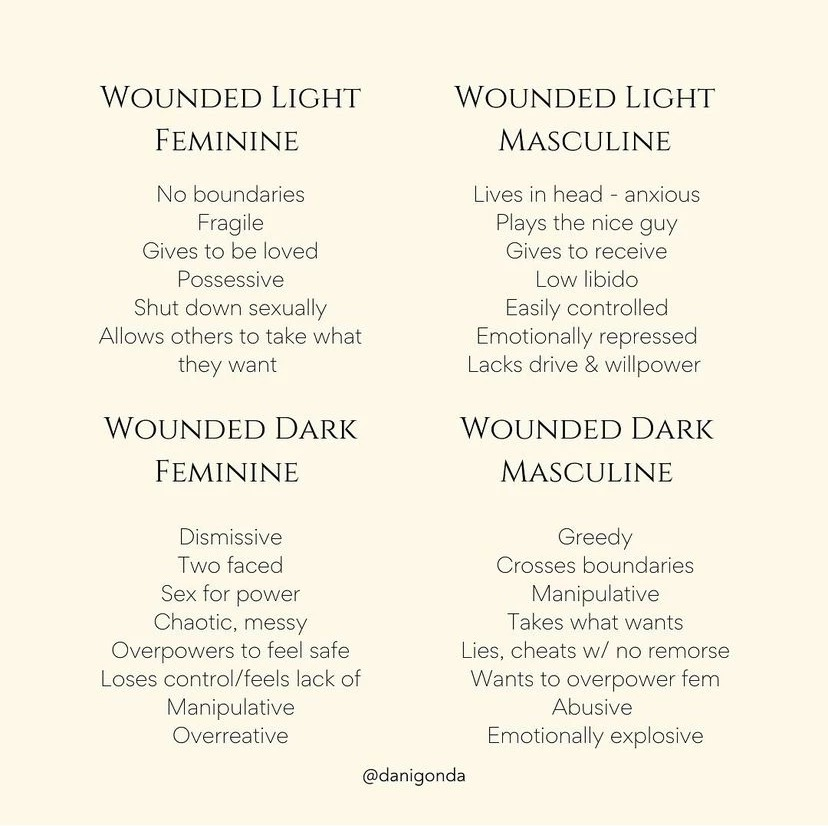 Wounded Light
Feminine
No boundaries
Fragile
Gives to be loved
Possessive
Shut down sexually
Allows others to take what
they want
Wounded Light
Masculine
Lives in head - anxious
Plays the nice guy
Gives to receive
Low libido
Easily controlled
Emotionally repressed
Lacks drive & willpower
Wounded Dark
Feminine
Dismissive
Two faced
Sex for power
Chaotic, messy
Overpowers to feel safe
Loses control/feels lack of
Manipulative
Overreative
Wounded Dark
Masculine
Greedy
Crosses boundaries
Manipulative
Takes what wants
Lies, cheats w/ no remorse
Wants to overpower fem
Abusive
Emotionally explosive
@danigonda